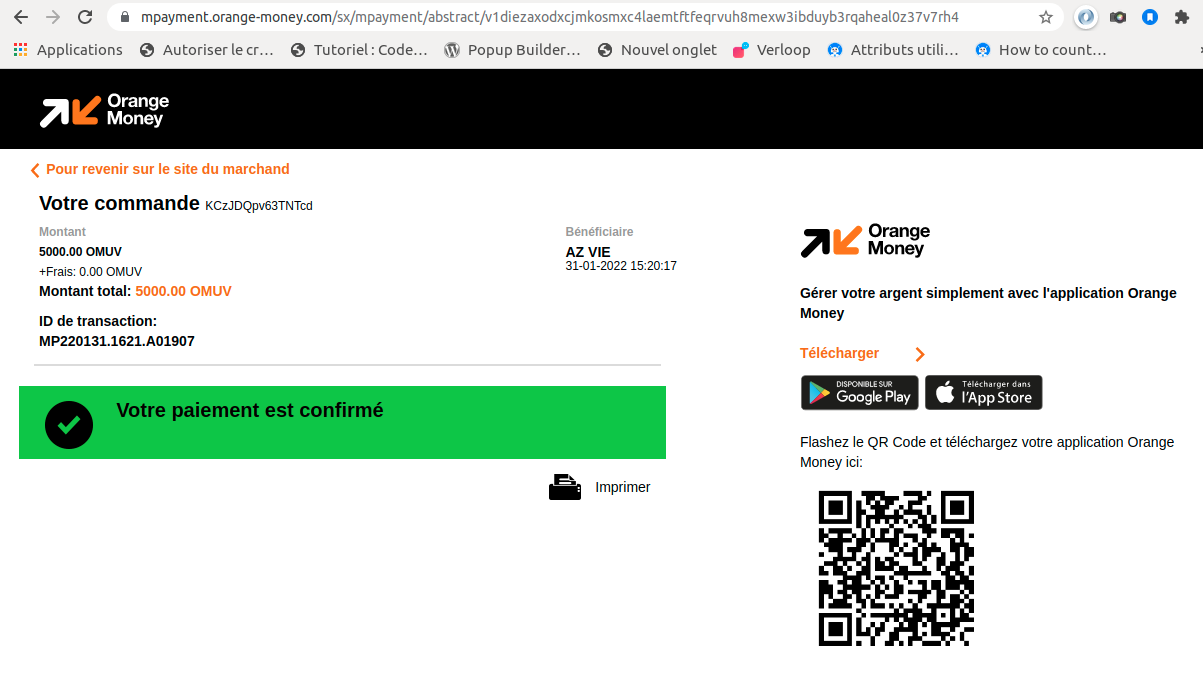 mpayment.orange-money.com/sx/mpayment/abstract/v1diezaxodxcjmkosmxc4laemtftfeqrvuh8mexw3ibduyb3rqaheal0z37v7rh4
Applications
Autoriser le cr…
Tutoriel : Code…
Popup Builder…
Nouvel onglet
Verloop
Attributs utili…
How to count…
Orange
Money
Pour revenir sur le site du marchand
Votre commande KCzJDQpv63TNTcd
Montant
5000.00 OMUV
+Frais: 0.00 OMUV
Montant total: 5000.00 OMUV
Bénéficiaire
AZ VIE
31-01-2022 15:20:17
ID de transaction:
MP220131.1621.A01907
Votre paiement est confirmé
Imprimer
Orange
Money
Gérer votre argent simplement avec l'application Orange
Money
Télécharger
DISPONIBLE SUR
Google Play
Télécharger dans
l'App Store
Flashez le QR Code et téléchargez votre application Orange
Money ici: